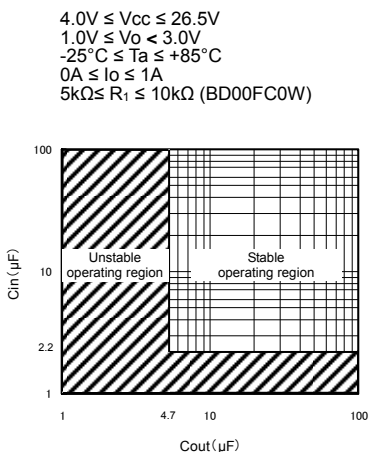 4.0V ≤ Vcc ≤ 26.5V
1.0V ≤ Vo < 3.0V
-25°C ≤ Ta ≤ +85°C
0A ≤ Io ≤ 1A
5kΩ≤ R₁ ≤ 10kΩ (BD00FC0W)
100
Unstable
operating region
Stable
operating region
Cin(μF)
10
2.2
1
1
4.7
10
100
Cout(μF)